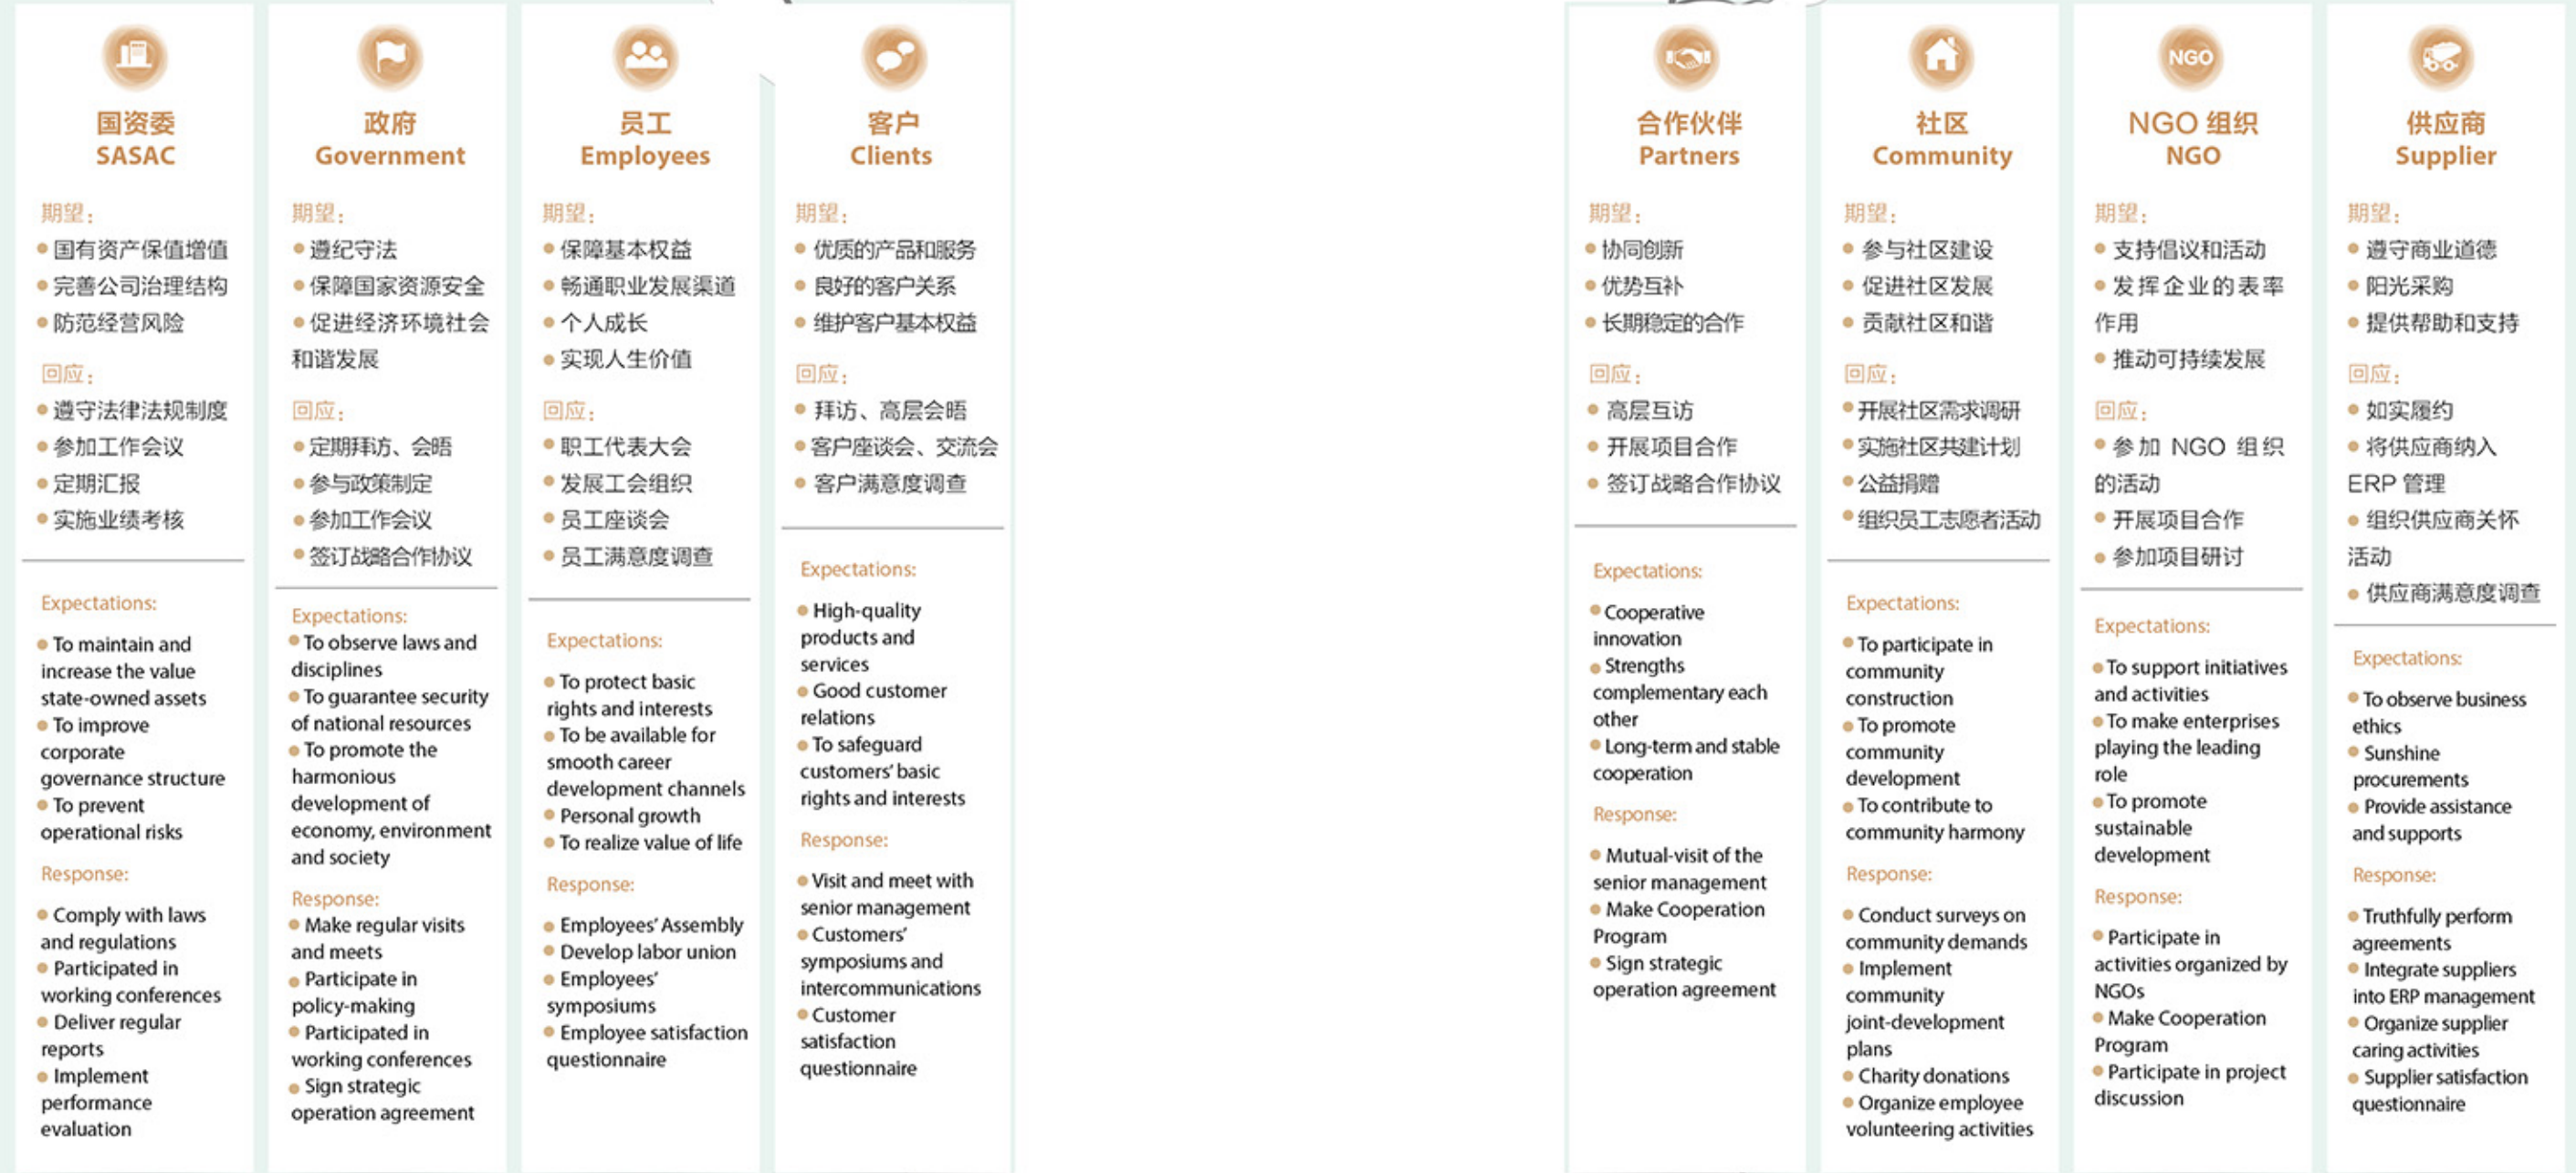 国资委
SASAC
期望：
国有资产保值增值
完善公司治理结构
防范经营风险
回应：
遵守法律法规制度
参加工作会议
定期汇报
实施业绩考核
Expectations:
To maintain and
increase the value
state-owned assets
To improve
corporate
governance structure
To prevent
operational risks
Response:
Comply with laws
and regulations
Participated in
working conferences
Deliver regular
reports
Implement
performance
evaluation
政府
Government
期望：
遵纪守法
保障国家资源安全
促进经济环境社会
和谐发展
回应：
定期拜访、会晤
参与政策制定
参加工作会议
签订战略合作协议
Expectations:
To observe laws and
disciplines
To guarantee security
of national resources
To promote the
harmonious
development of
economy, environment
and society
Response:
Make regular visits
and meets
Participate in
policy-making
Participated in
working conferences
Sign strategic
operation agreement
员工
Employees
期望：
保障基本权益
畅通职业发展渠道
个人成长
实现人生价值
回应：
职工代表大会
发展工会组织
员工座谈会
员工满意度调查
Expectations:
To protect basic
rights and interests
To be available for
smooth career
development channels
Personal growth
To realize value of life
Response:
Employees' Assembly
Develop labor union
Employees'
symposiums
Employee satisfaction
questionnaire
客户
Clients
期望：
优质的产品和服务
良好的客户关系
维护客户基本权益
回应：
拜访、高层会晤
客户座谈会、交流会
客户满意度调查
Expectations:
High-quality
products and
services
Good customer
relations
To safeguard
customers' basic
rights and interests
Response:
Visit and meet with
senior management
Customers'
symposiums and
intercommunications
Customer
satisfaction
questionnaire
合作伙伴
Partners
期望：
协同创新
优势互补
长期稳定的合作
回应：
高层互访
开展项目合作
签订战略合作协议
Expectations:
Cooperative
innovation
Strengths
complementary each
other
Long-term and stable
cooperation
Response:
Mutual-visit of the
senior management
Make Cooperation
Program
Sign strategic
operation agreement
社区
Community
期望：
参与社区建设
促进社区发展
贡献社区和谐
回应：
开展社区需求调研
实施社区共建计划
公益捐赠
组织员工志愿者活动
Expectations:
To participate in
community
construction
To promote
community
development
To contribute to
community harmony
Response:
Conduct surveys on
community demands
Implement
community
joint-development
plans
Charity donations
Organize employee
volunteering activities
NGO
NGO 组织
NGO
期望：
支持倡议和活动
发挥企业的表率
作用
推动可持续发展
回应：
参加 NGO 组织
的活动
开展项目合作
参加项目研讨
Expectations:
To support initiatives
and activities
To make enterprises
playing the leading
role
To promote
sustainable
development
Response:
Participate in
activities organized by
NGOs
Make Cooperation
Program
Participate in project
discussion
供应商
Supplier
期望：
遵守商业道德
阳光采购
提供帮助和支持
回应：
如实履约
将供应商纳入
ERP 管理
组织供应商关怀
活动
供应商满意度调查
Expectations:
To observe business
ethics
Sunshine
procurements
Provide assistance
and supports
Response:
Truthfully perform
agreements
Integrate suppliers
into ERP management
Organize supplier
caring activities
Supplier satisfaction
questionnaire